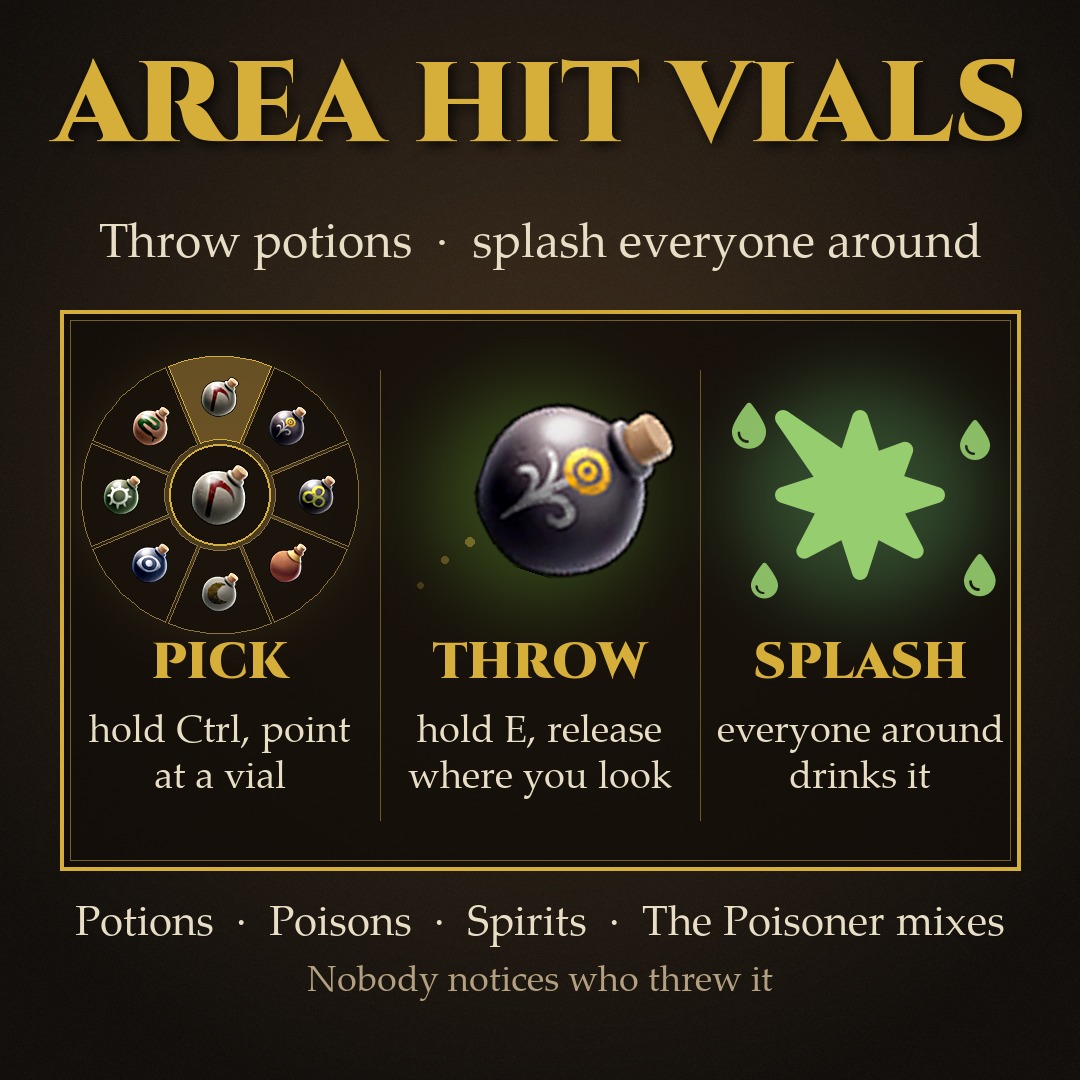 AREA HIT VIALS
Throw potions · splash everyone around
PICK
hold Ctrl, point
at a vial
THROW
hold E, release
where you look
SPLASH
everyone around
drinks it
Potions · Poisons · Spirits · The Poisoner mixes
Nobody notices who threw it